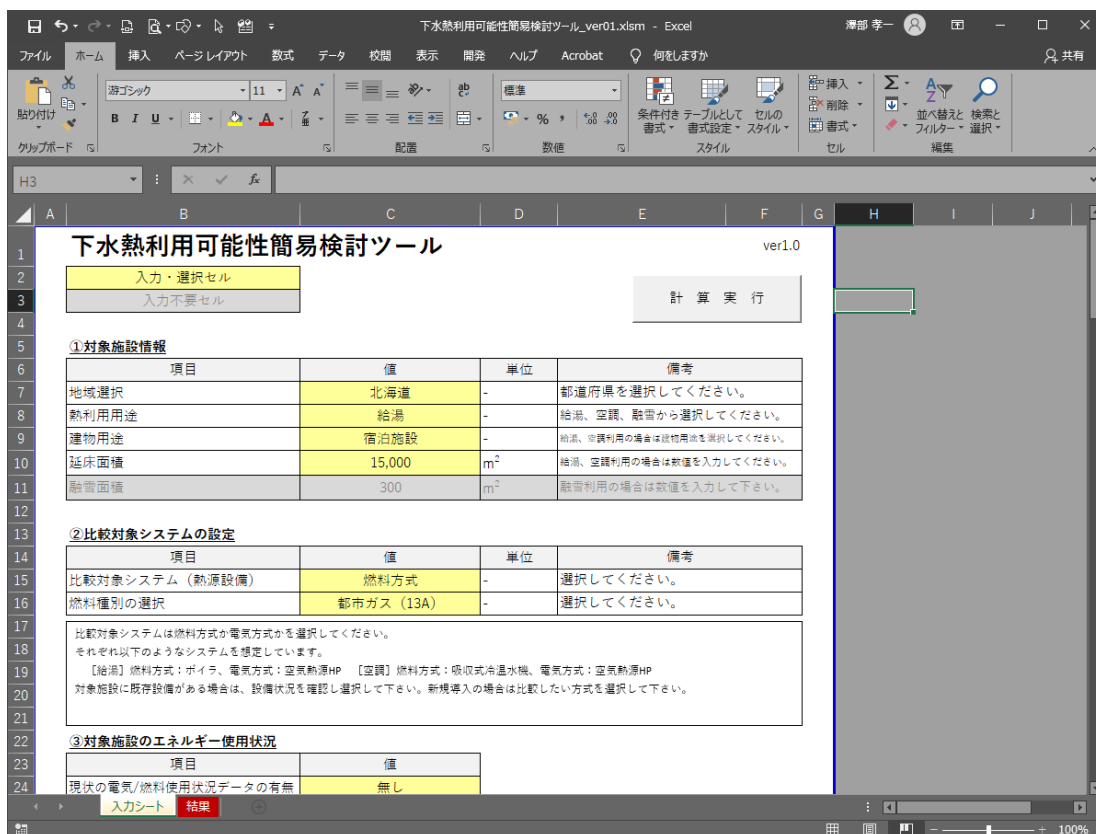 下水熱利用可能性簡易検討ツール_ver01.xlsm - Excel
澤部 孝一
ファイル ホーム 挿入 ページ レイアウト 数式 データ 校閲 表示 開発 ヘルプ Acrobat 何をしますか 共有
貼り付け
游ゴシック 11 A A
B I U A
ab
標準
% ,
条件付き書式 テーブルとして書式設定 セルのスタイル
挿入
削除
書式
並べ替えとフィルター 検索と選択
クリップボード フォント 配置 数値 スタイル セル 編集
H3 fx
A B C D E F G H I J
1 下水熱利用可能性簡易検討ツール ver1.0
2 入力・選択セル
3 入力不要セル 計 算 実 行
4
5 ①対象施設情報
6 項目 値 単位 備考
7 地域選択 北海道 - 都道府県を選択してください。
8 熱利用用途 給湯 - 給湯、空調、融雪から選択してください。
9 建物用途 宿泊施設 - 給湯、空調利用の場合は建物用途を選択してください。
10 延床面積 15,000 m² 給湯、空調利用の場合は数値を入力してください。
11 融雪面積 300 m² 融雪利用の場合は数値を入力して下さい。
12
13 ②比較対象システムの設定
14 項目 値 単位 備考
15 比較対象システム（熱源設備） 燃料方式 - 選択してください。
16 燃料種別の選択 都市ガス（13A） - 選択してください。
17 比較対象システムは燃料方式か電気方式かを選択してください。
18 それぞれ以下のようなシステムを想定しています。
19 ［給湯］燃料方式：ボイラ、電気方式：空気熱源HP ［空調］燃料方式：吸収式冷温水機、電気方式：空気熱源HP
20 対象施設に既存設備がある場合は、設備状況を確認し選択して下さい。新規導入の場合は比較したい方式を選択して下さい。
21
22 ③対象施設のエネルギー使用状況
23 項目 値
24 現状の電気/燃料使用状況データの有無 無し
入力シート 結果
100%